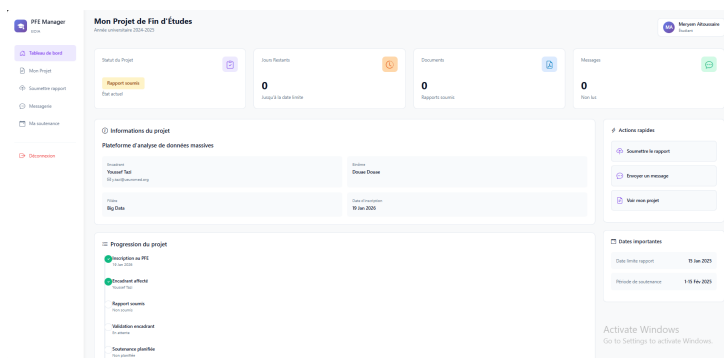 PFE Manager
Mon Projet de Fin d'Études
Année universitaire 2024-2025
MA
Meryem Altoussaire
Étudiant
Tableau de bord
Mon Projet
Soumettre rapport
Messagerie
Ma soutenance
Déconnexion
Statut du Projet
Rapport soumis
État actuel
Jours Restants
0
Jusqu'à la date limite
Documents
0
Rapports soumis
Messages
0
Non lus
Informations du projet
Plateforme d'analyse de données massives
Encadrant
Youssef Tazi
Binôme
Douae Douae
Filière
Big Data
Date d'inscription
19 Jan 2026
Actions rapides
Soumettre le rapport
Envoyer un message
Voir mon projet
Progression du projet
Inscription au PFE
19 Jan 2026
Encadrant affecté
Youssef Tazi
Rapport soumis
Non soumis
Validation encadrant
En attente
Soutenance planifiée
Non planifiée
Dates importantes
Date limite rapport
15 Jan 2025
Période de soutenance
1-15 Fév 2025
Activate Windows
Go to Settings to activate Windows.